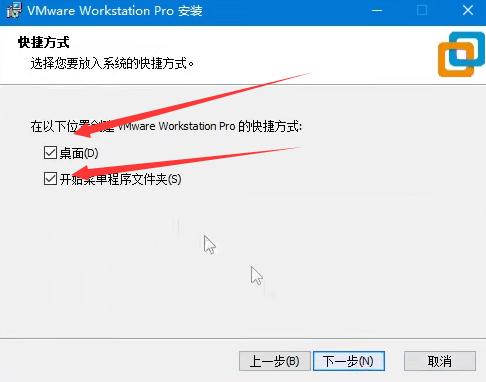 VMware Workstation Pro 安装
快捷方式
选择您要放入系统的快捷方式。
在以下位置创建 VMware Workstation Pro 的快捷方式:
桌面(D)
开始菜单程序文件夹(S)
上一步(B)
下一步(N)
取消